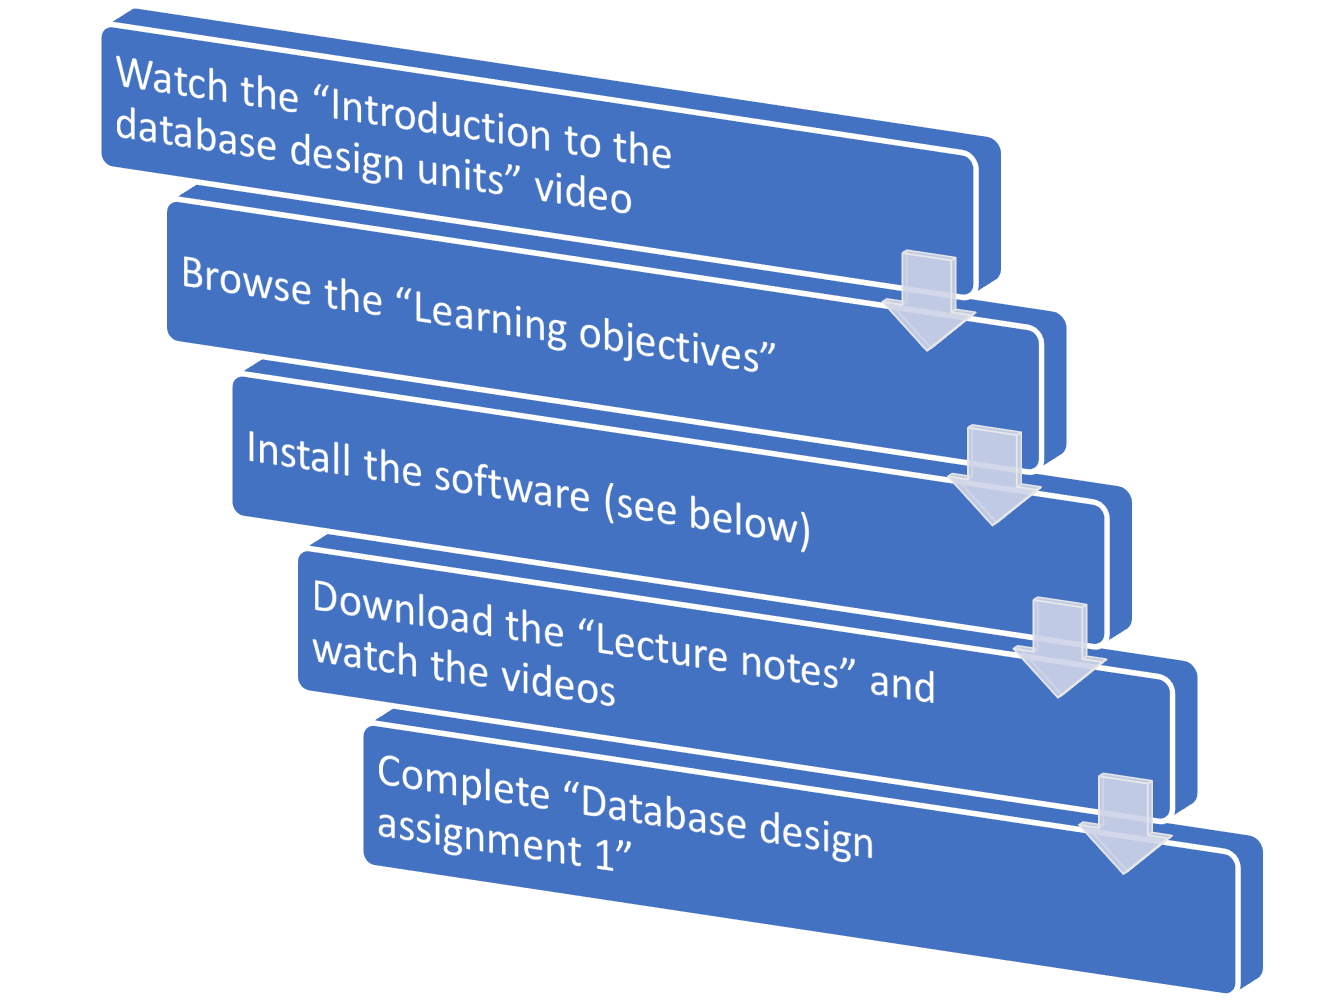 Watch the “Introduction to the
database design units” video
Browse the “Learning objectives”
Install the software (see below)
Download the “Lecture notes” and
watch the videos
Complete “Database design
assignment 1”